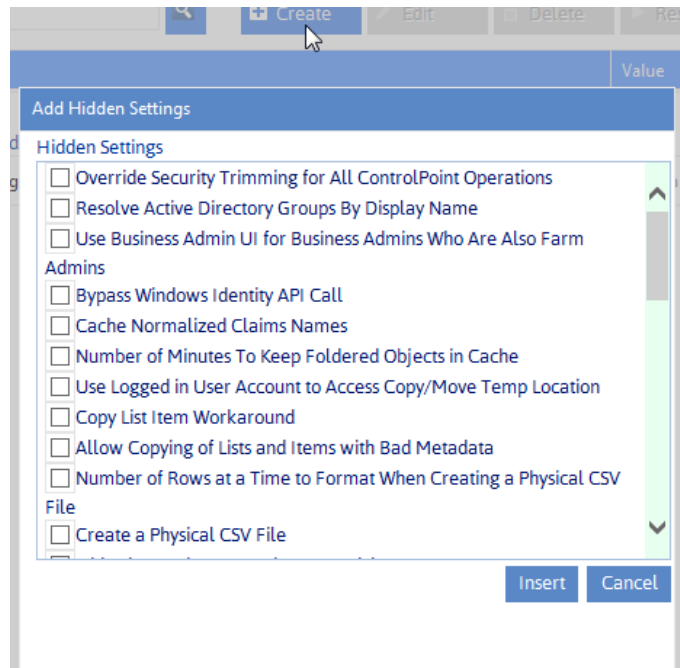 Create
Edit
Delete
Value
Add Hidden Settings
Hidden Settings
Override Security Trimming for All ControlPoint Operations
Resolve Active Directory Groups By Display Name
Use Business Admin UI for Business Admins Who Are Also Farm
Admins
Bypass Windows Identity API Call
Cache Normalized Claims Names
Number of Minutes To Keep Foldered Objects in Cache
Use Logged in User Account to Access Copy/Move Temp Location
Copy List Item Workaround
Allow Copying of Lists and Items with Bad Metadata
Number of Rows at a Time to Format When Creating a Physical CSV
File
Create a Physical CSV File
Insert
Cancel